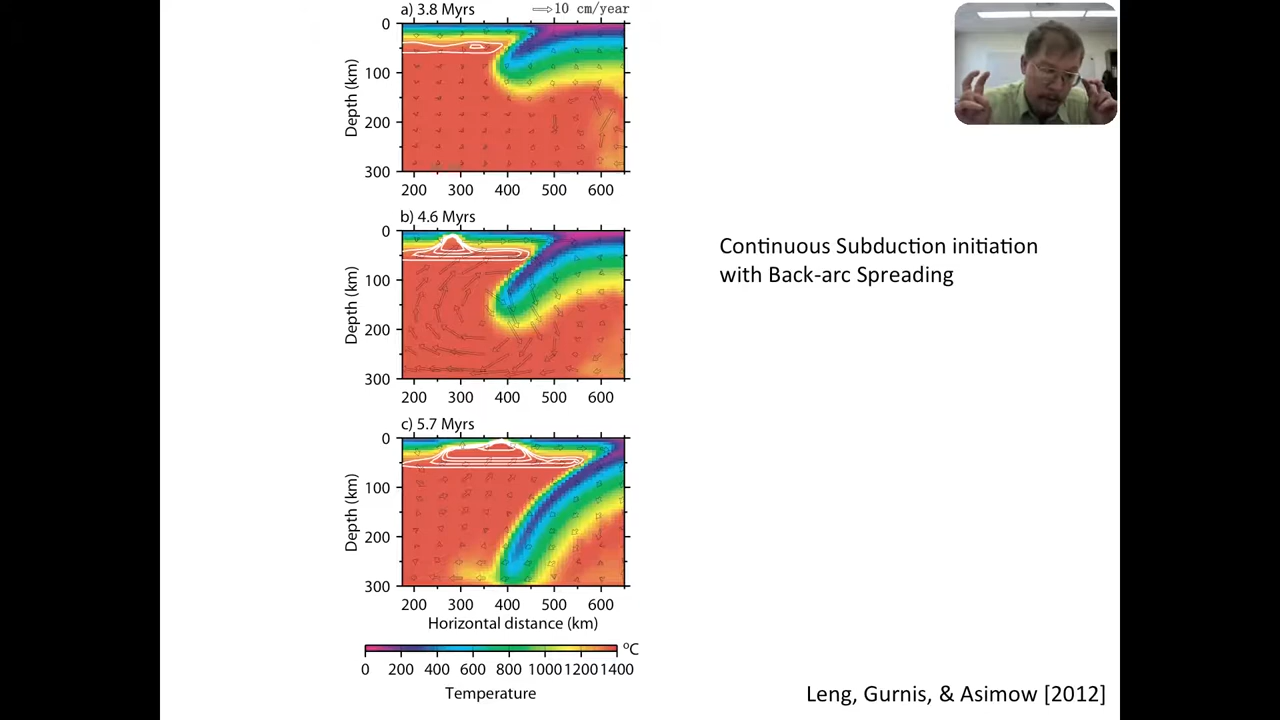 a) 3.8 Myrs
10 cm/year
0
100
200
300
Depth (km)
200 300 400 500 600
b) 4.6 Myrs
0
100
200
300
Depth (km)
200 300 400 500 600
Continuous Subduction initiation
with Back-arc Spreading
c) 5.7 Myrs
0
100
200
300
Depth (km)
200 300 400 500 600
Horizontal distance (km)
ºC
0 200 400 600 800 1000 1200 1400
Temperature
Leng, Gurnis, & Asimow [2012]